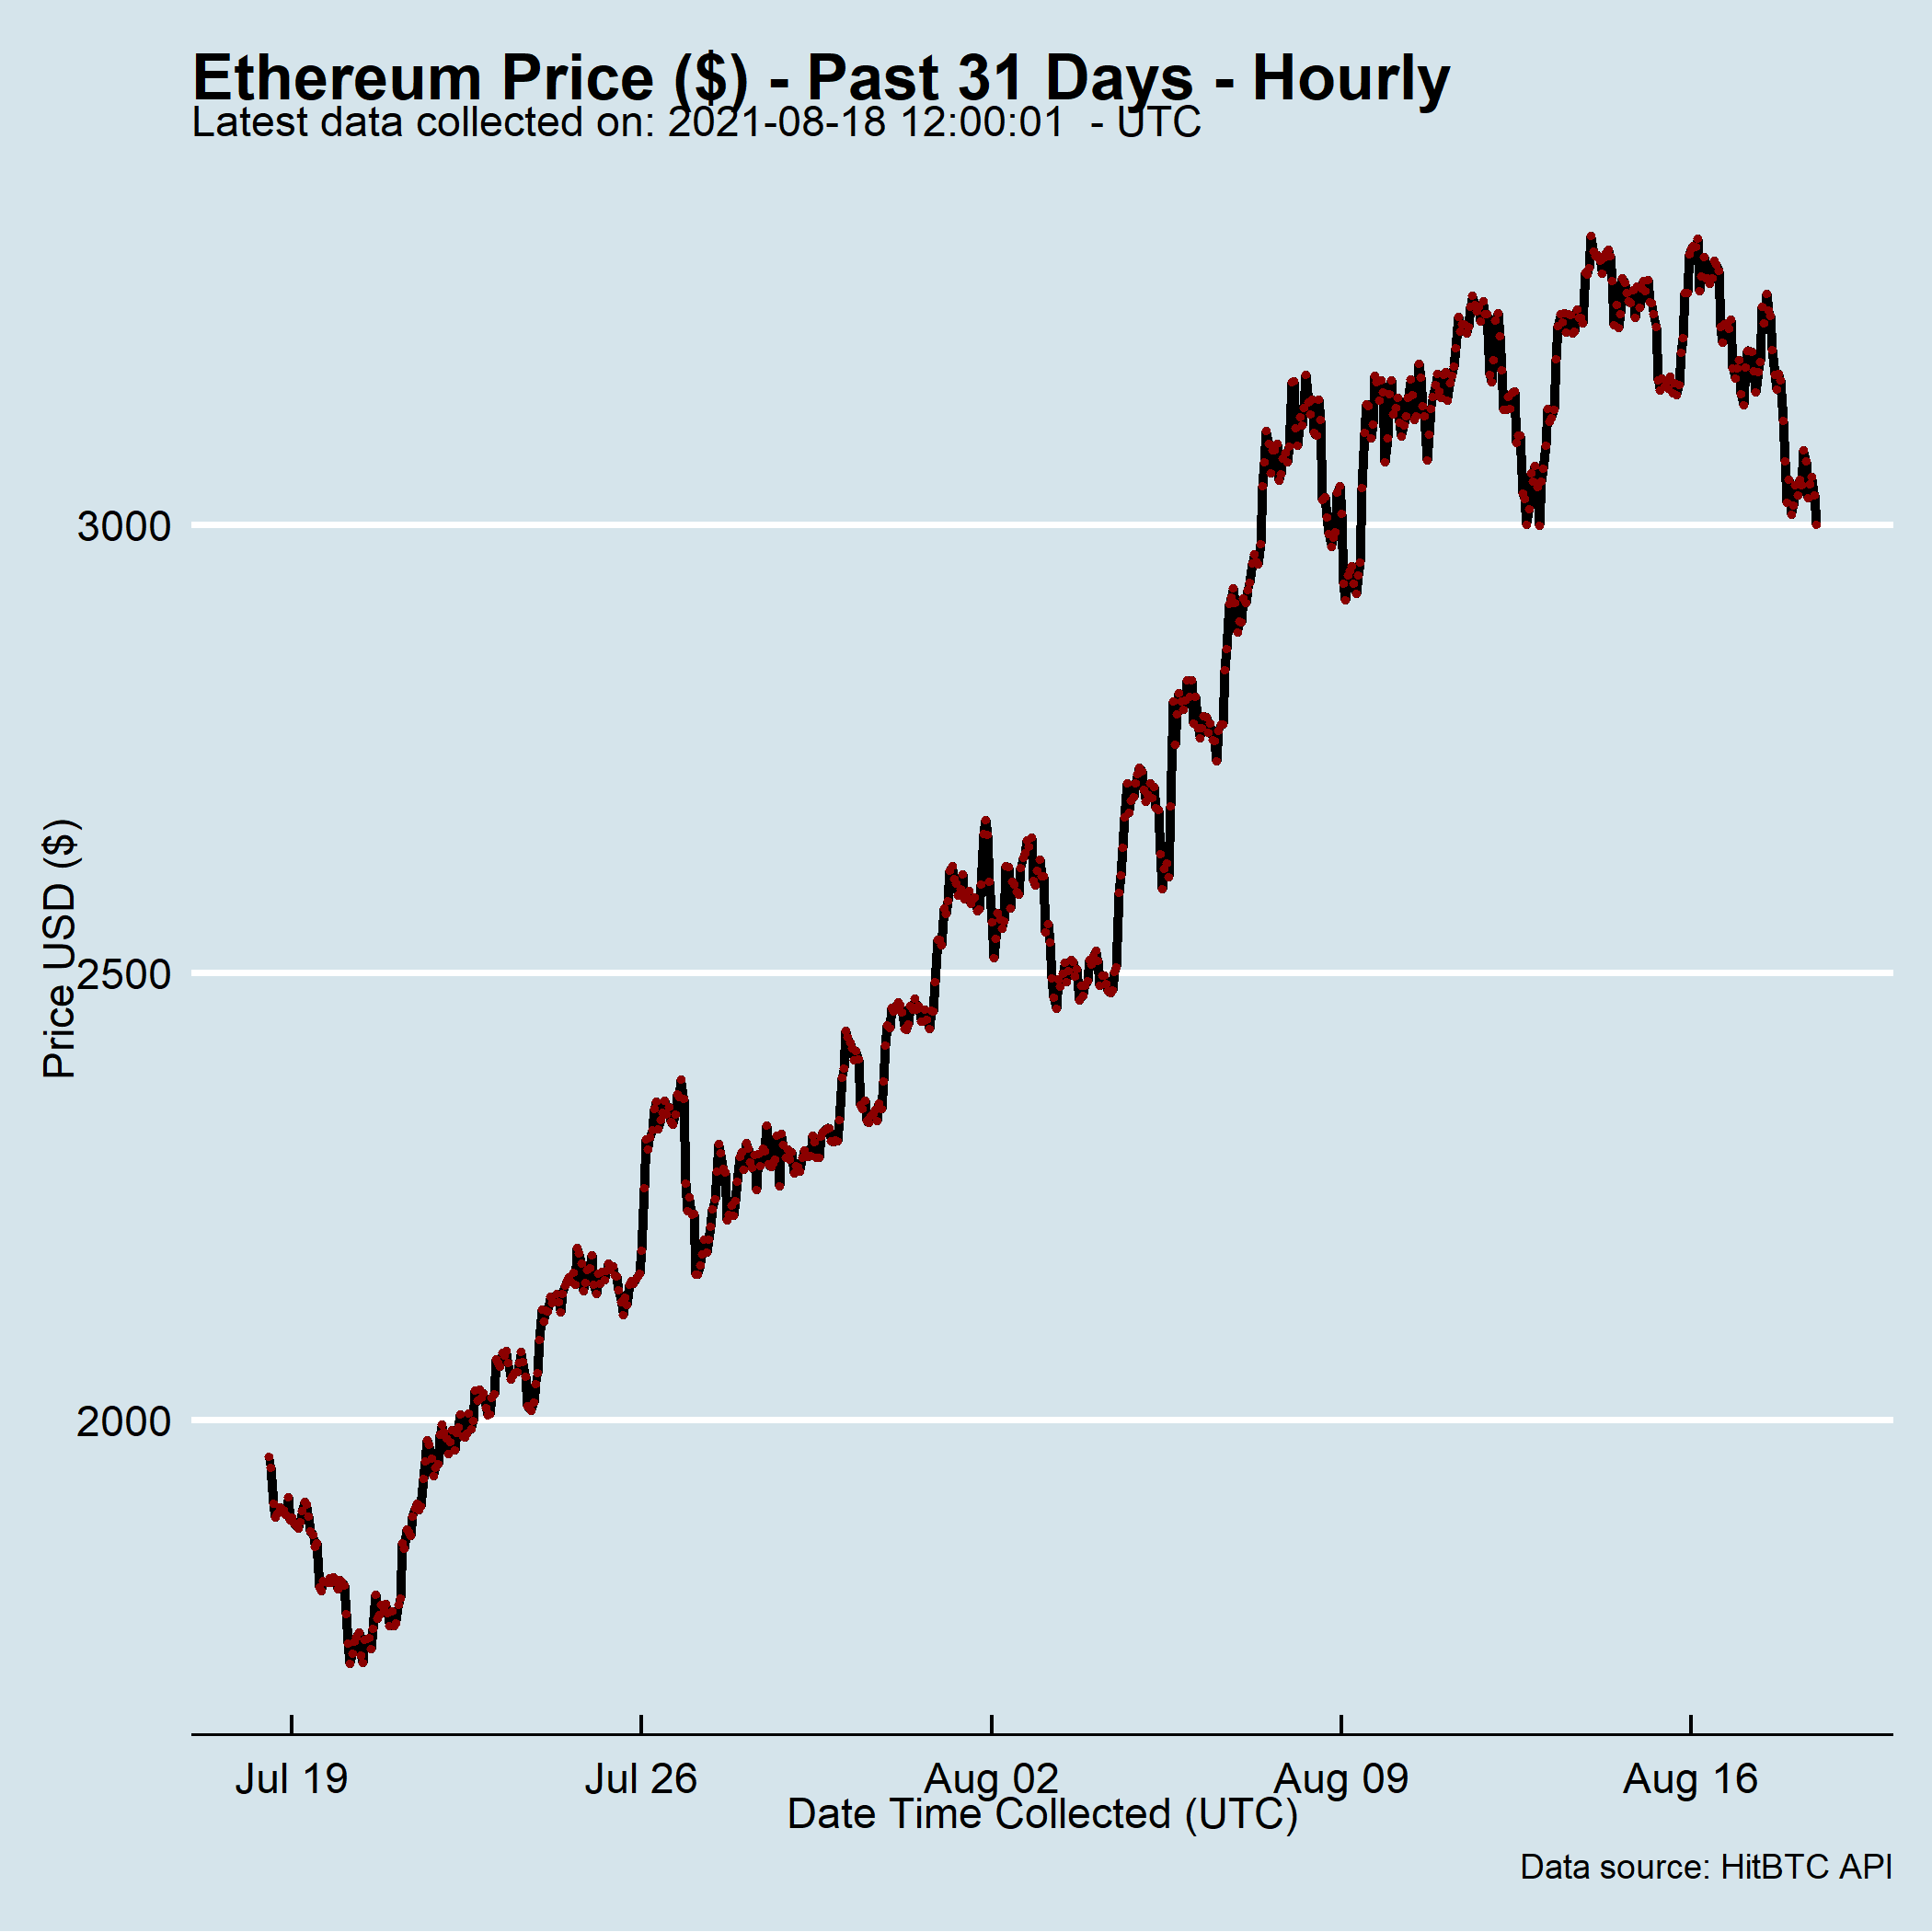 Ethereum Price ($) - Past 31 Days - Hourly
Latest data collected on: 2021-08-18 12:00:01  - UTC
Price USD ($)
3000
2500
2000
Jul 19
Jul 26
Aug 02
Aug 09
Aug 16
Date Time Collected (UTC)
Data source: HitBTC API